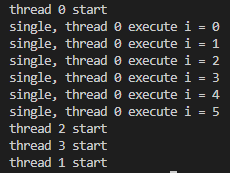 thread 0 start
single, thread 0 execute i = 0
single, thread 0 execute i = 1
single, thread 0 execute i = 2
single, thread 0 execute i = 3
single, thread 0 execute i = 4
single, thread 0 execute i = 5
thread 2 start
thread 3 start
thread 1 start